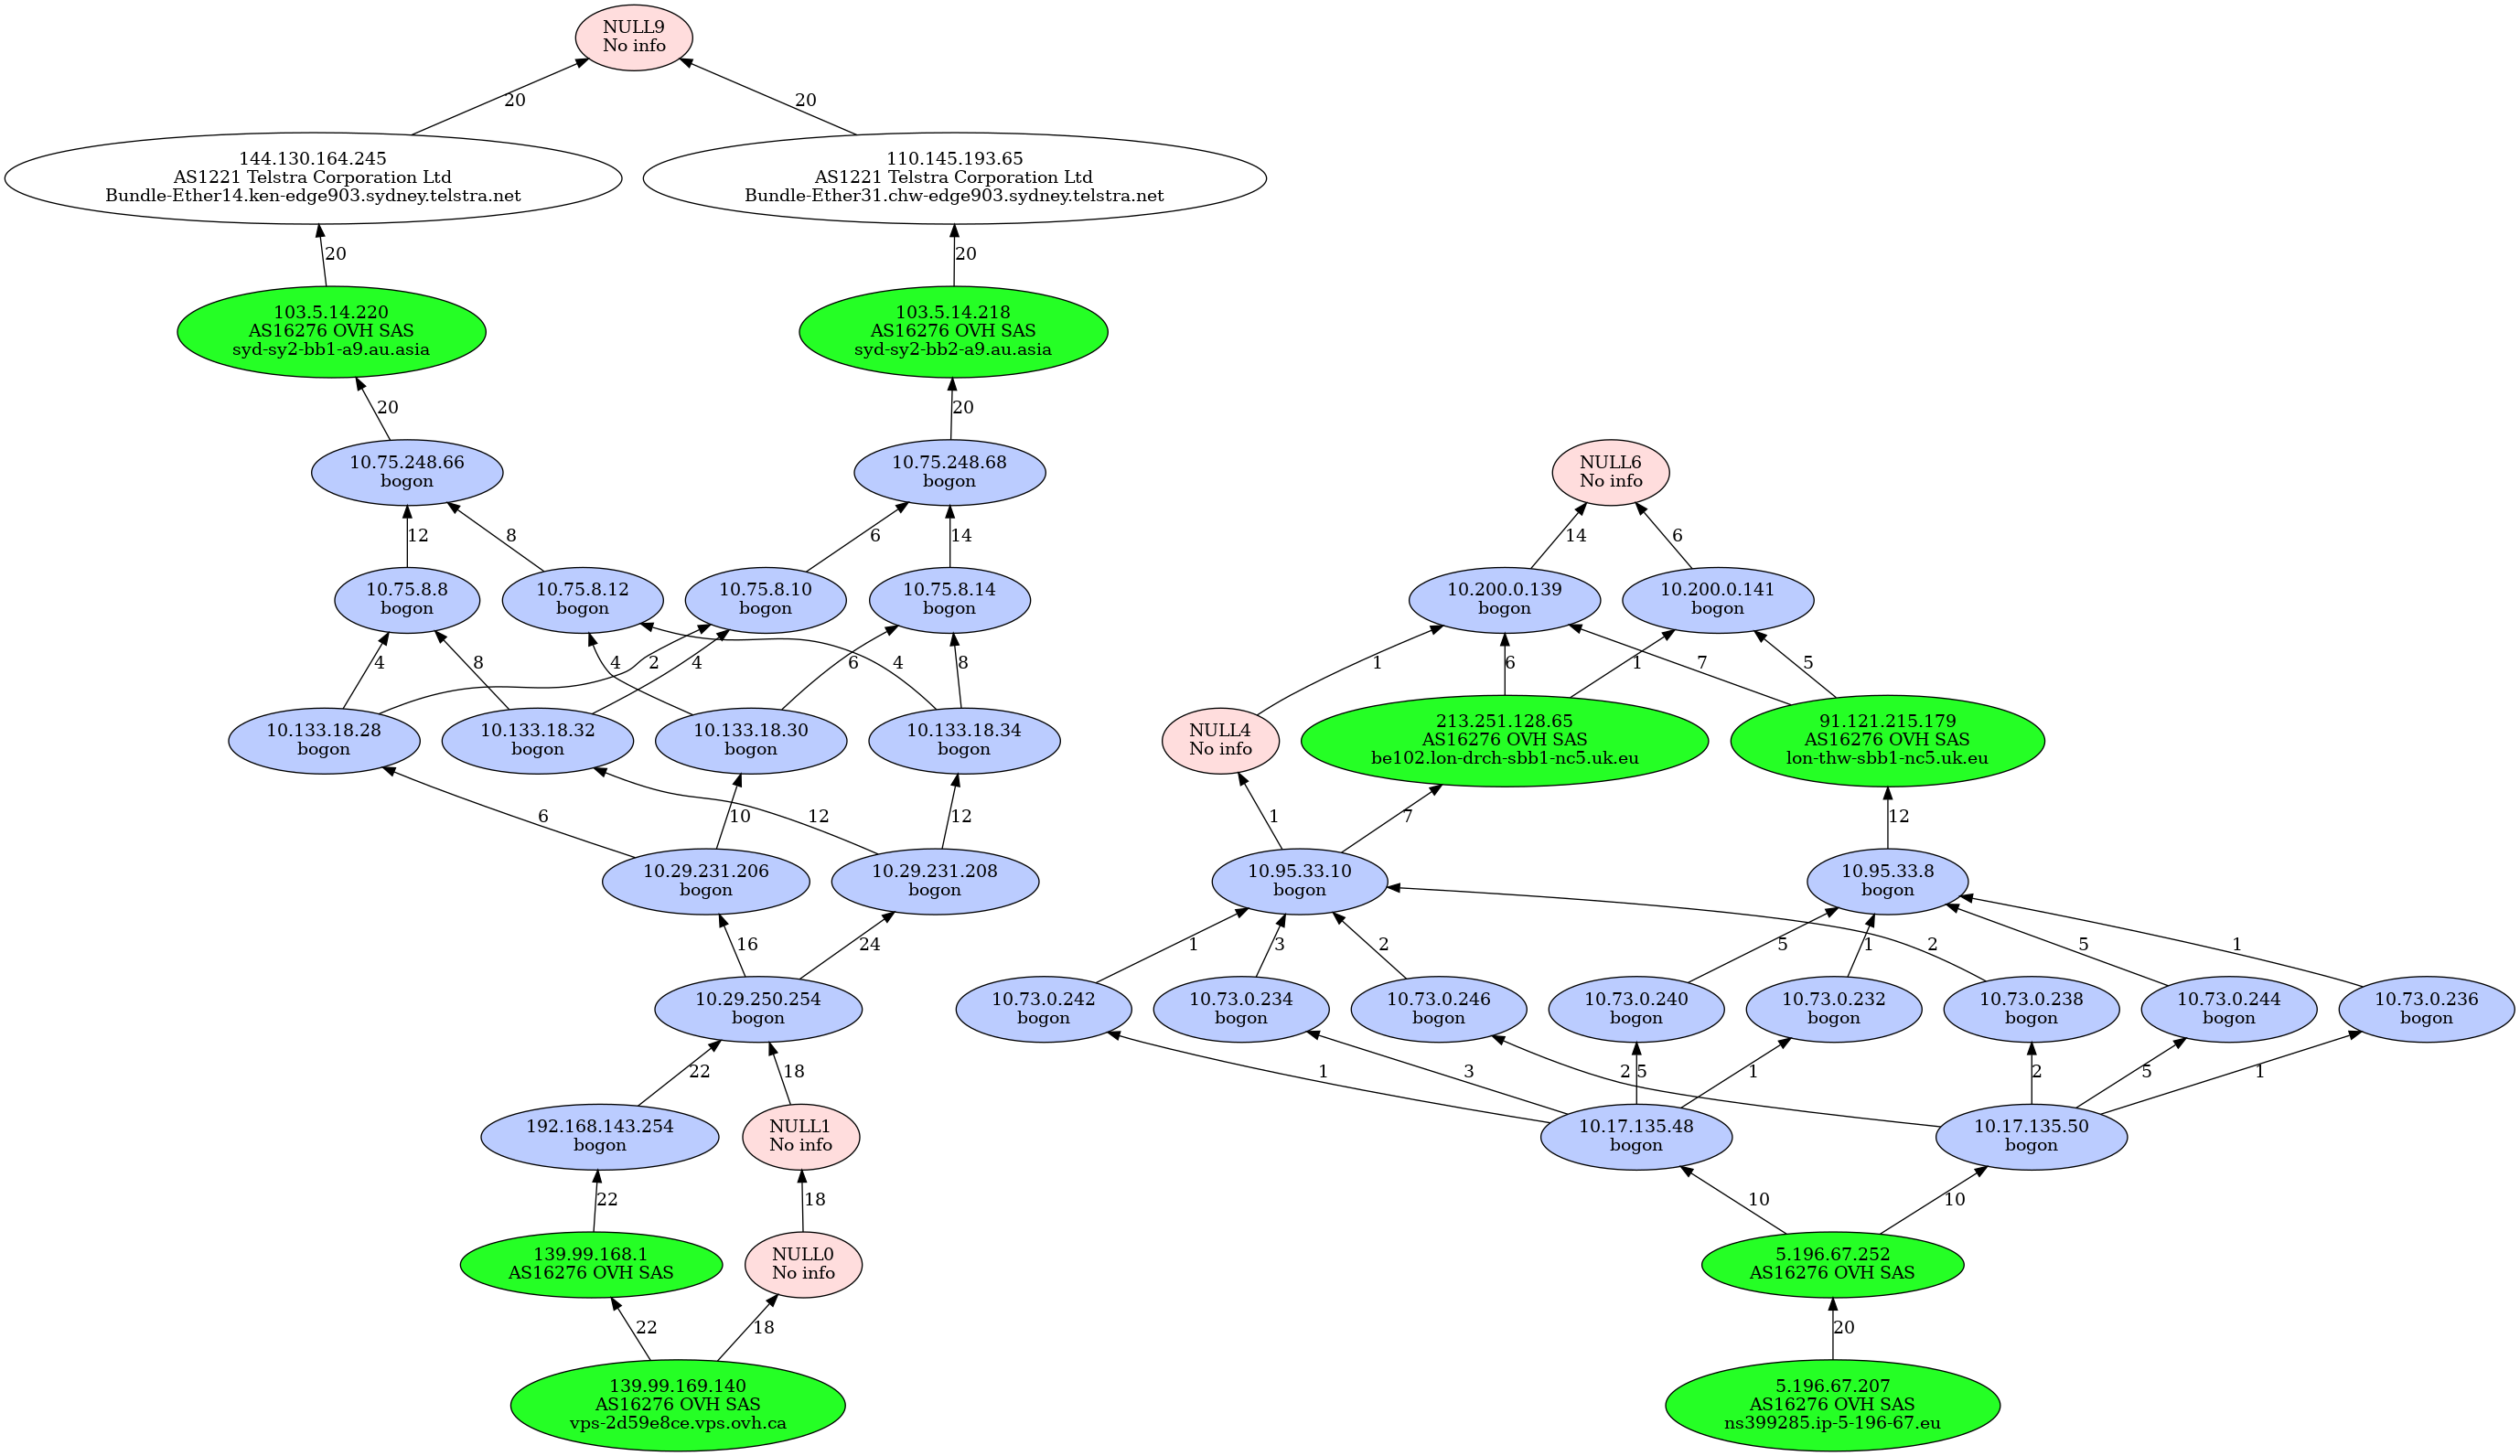 NULL9
No info
20
20
144.130.164.245
AS1221 Telstra Corporation Ltd
Bundle-Ether14.ken-edge903.sydney.telstra.net
110.145.193.65
AS1221 Telstra Corporation Ltd
Bundle-Ether31.chw-edge903.sydney.telstra.net
20
20
103.5.14.220
AS16276 OVH SAS
syd-sy2-bb1-a9.au.asia
103.5.14.218
AS16276 OVH SAS
syd-sy2-bb2-a9.au.asia
20
20
10.75.248.66
bogon
10.75.248.68
bogon
NULL6
No info
12
8
6
14
14
6
10.75.8.8
bogon
10.75.8.12
bogon
10.75.8.10
bogon
10.75.8.14
bogon
10.200.0.139
bogon
10.200.0.141
bogon
4
8
4
2
4
6
4
8
1
6
1
7
5
10.133.18.28
bogon
10.133.18.32
bogon
10.133.18.30
bogon
10.133.18.34
bogon
NULL4
No info
213.251.128.65
AS16276 OVH SAS
be102.lon-drch-sbb1-nc5.uk.eu
91.121.215.179
AS16276 OVH SAS
lon-thw-sbb1-nc5.uk.eu
6
10
12
12
1
7
12
10.29.231.206
bogon
10.29.231.208
bogon
10.95.33.10
bogon
10.95.33.8
bogon
16
24
1
3
2
5
1
2
5
1
10.29.250.254
bogon
10.73.0.242
bogon
10.73.0.234
bogon
10.73.0.246
bogon
10.73.0.240
bogon
10.73.0.232
bogon
10.73.0.238
bogon
10.73.0.244
bogon
10.73.0.236
bogon
22
18
1
3
2
5
1
2
5
1
192.168.143.254
bogon
NULL1
No info
10.17.135.48
bogon
10.17.135.50
bogon
22
18
10
10
139.99.168.1
AS16276 OVH SAS
NULL0
No info
5.196.67.252
AS16276 OVH SAS
22
18
20
139.99.169.140
AS16276 OVH SAS
vps-2d59e8ce.vps.ovh.ca
5.196.67.207
AS16276 OVH SAS
ns399285.ip-5-196-67.eu